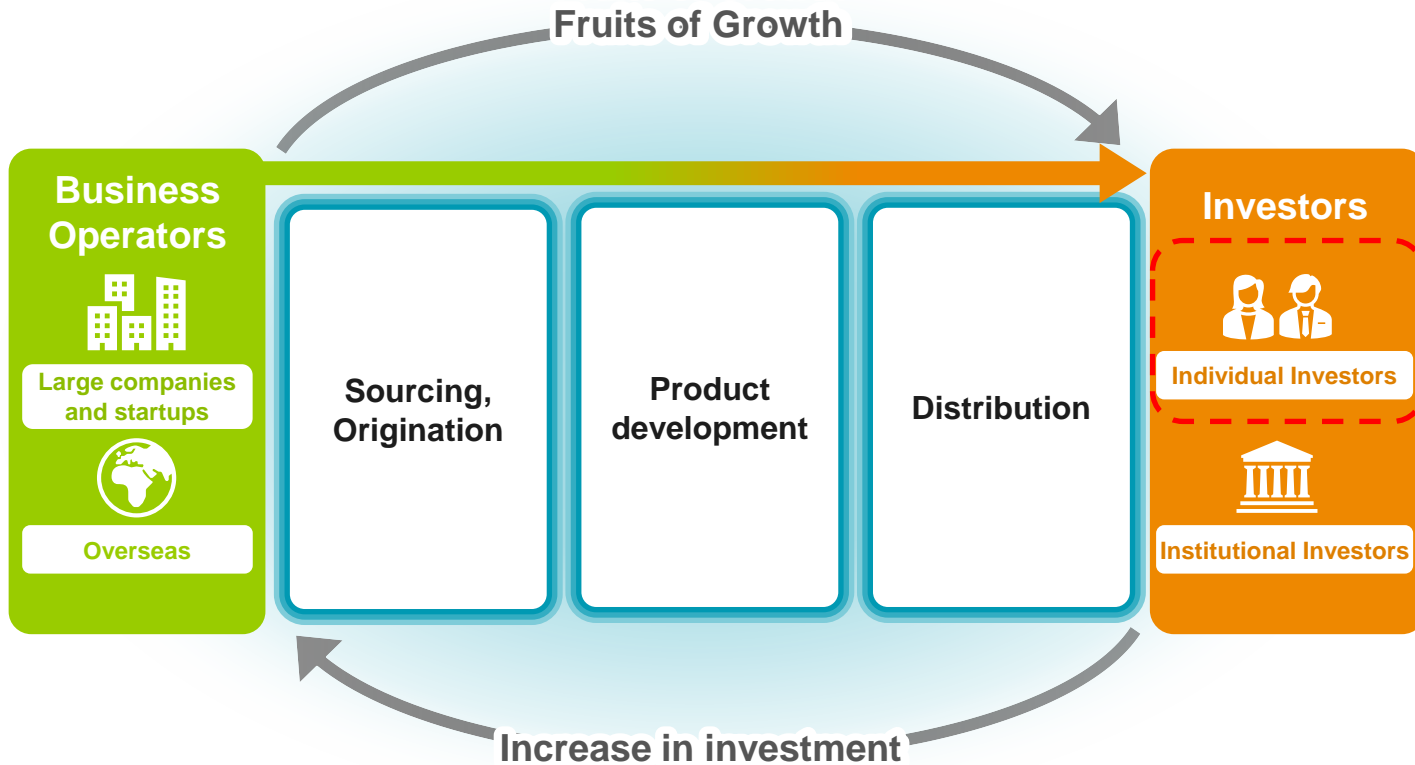 Fruits of Growth
Business
Operators
Large companies
and startups
Overseas
Sourcing,
Origination
Product
development
Distribution
Investors
Individual Investors
Institutional Investors
Increase in investment